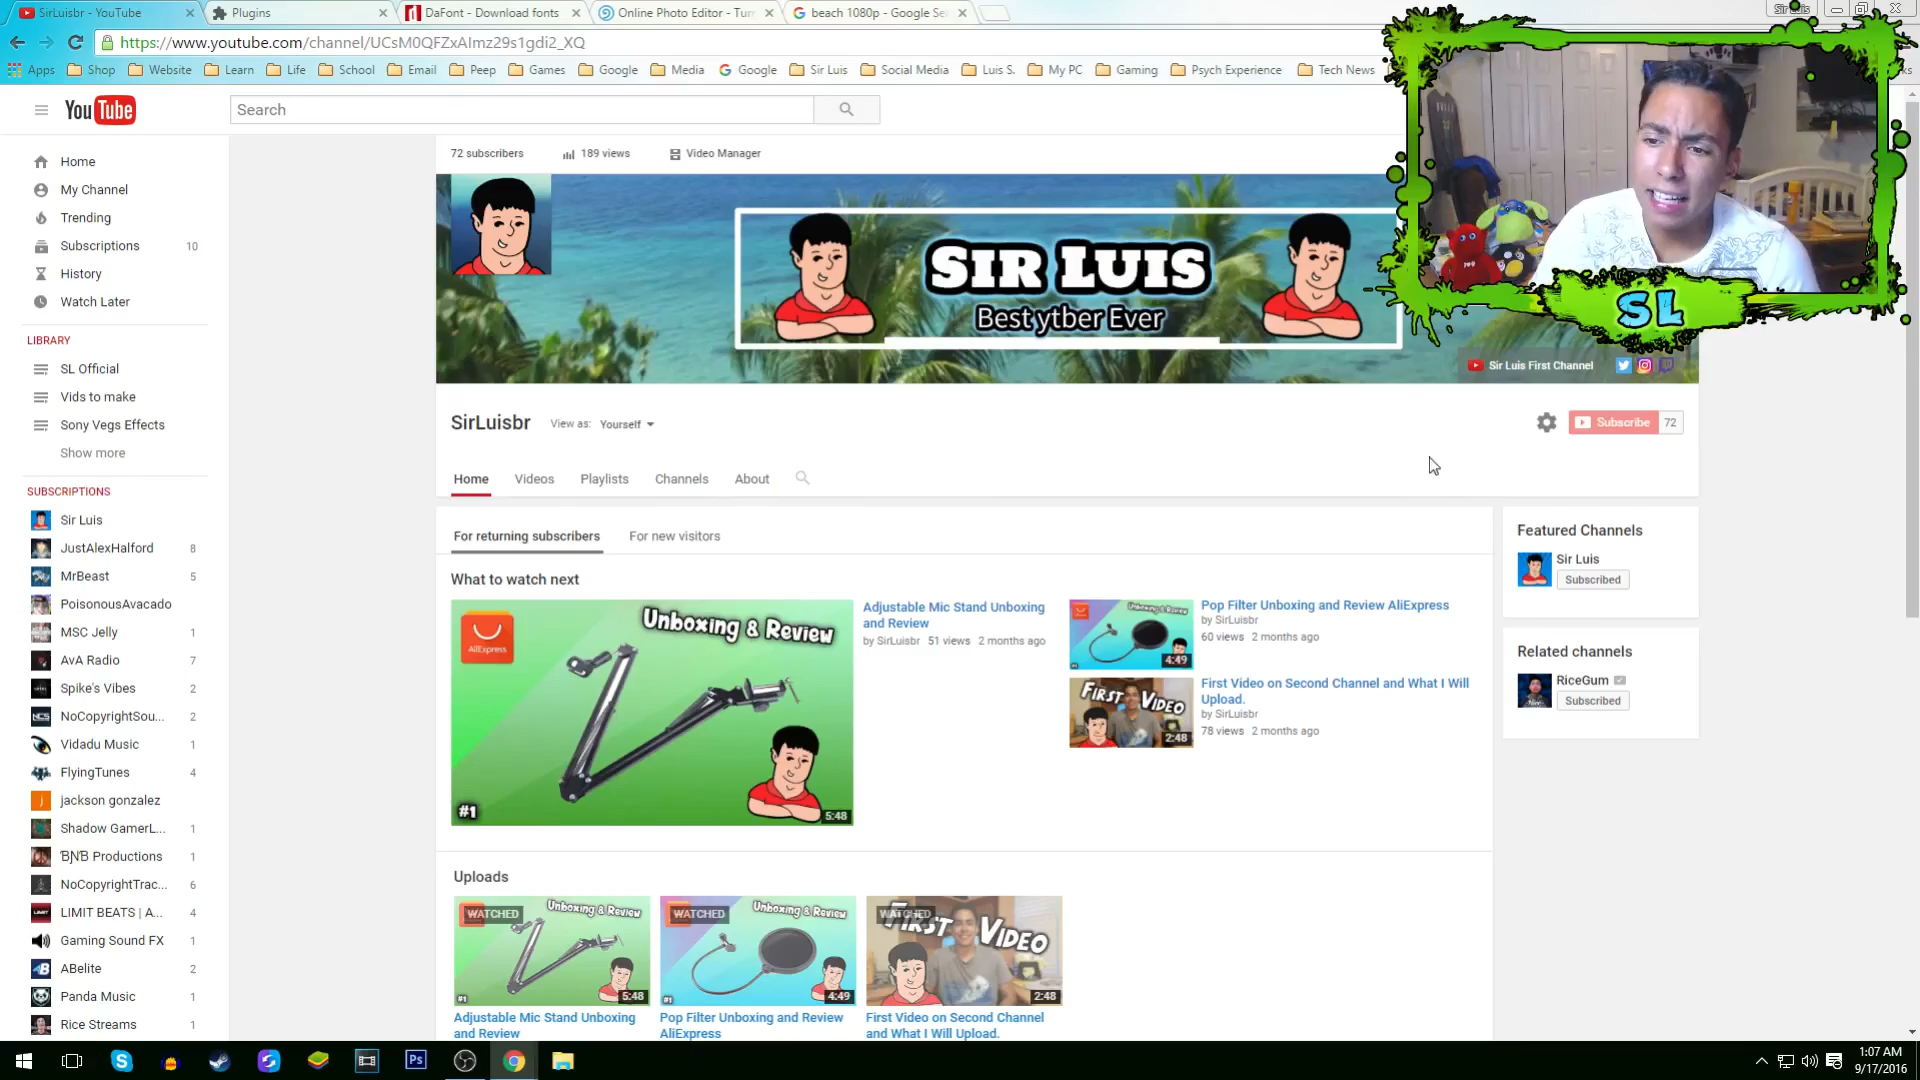 SirLuisbr - YouTube
Plugins
DaFont - Download fonts
Online Photo Editor - Turn
beach 1080p - Google Se
https://www.youtube.com/channel/UCsM0QFZxAImz29s1gdi2_XQ
Apps
Shop
Website
Learn
Life
School
Email
Peep
Games
Google
Media
Google
Sir Luis
Social Media
Luis S.
My PC
Gaming
Psych Experience
Tech News
YouTube
Search
72 subscribers
189 views
Video Manager
Home
My Channel
Trending
Subscriptions 10
History
Watch Later
LIBRARY
SL Official
Vids to make
Sony Vegs Effects
Show more
SUBSCRIPTIONS
Sir Luis
JustAlexHalford 8
MrBeast 5
PoisonousAvacado
MSC Jelly 1
AvA Radio 7
Spike's Vibes 2
NoCopyrightSou... 2
Vidadu Music 1
FlyingTunes 4
jackson gonzalez
Shadow GamerL... 1
ƁƝƁ Productions 1
NoCopyrightTrac... 6
LIMIT BEATS | A... 4
Gaming Sound FX 1
ABelite 2
Panda Music 1
Rice Streams 1
SIR LUIS
Best ytber Ever
SL
Sir Luis First Channel
SirLuisbr
View as: Yourself
Subscribe 72
Home
Videos
Playlists
Channels
About
For returning subscribers
For new visitors
What to watch next
AliExpress
Unboxing & Review
#1
5:48
Adjustable Mic Stand Unboxing
and Review
by SirLuisbr 51 views 2 months ago
Unboxing & Review
4:49
Pop Filter Unboxing and Review AliExpress
by SirLuisbr
60 views 2 months ago
FIRST VIDEO
2:48
First Video on Second Channel and What I Will
Upload.
by SirLuisbr
78 views 2 months ago
Featured Channels
Sir Luis
Subscribed
Related channels
RiceGum
Subscribed
Uploads
WATCHED
Unboxing & Review
#1
5:48
Adjustable Mic Stand Unboxing
and Review
WATCHED
Unboxing & Review
#1
4:49
Pop Filter Unboxing and Review
AliExpress
WATCHED
FIRST VIDEO
2:48
First Video on Second Channel
and What I Will Upload.
Ps
1:07 AM
9/17/2016